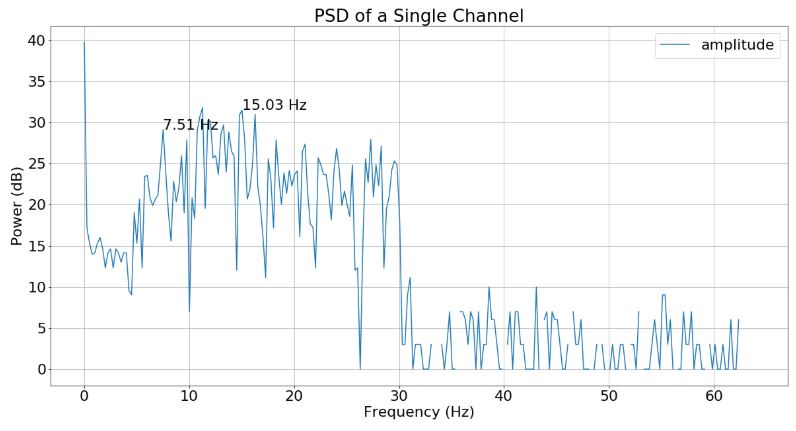 PSD of a Single Channel
amplitude
7.51 Hz
15.03 Hz
Power (dB)
40
35
30
25
20
15
10
5
0
0 10 20 30 40 50 60
Frequency (Hz)